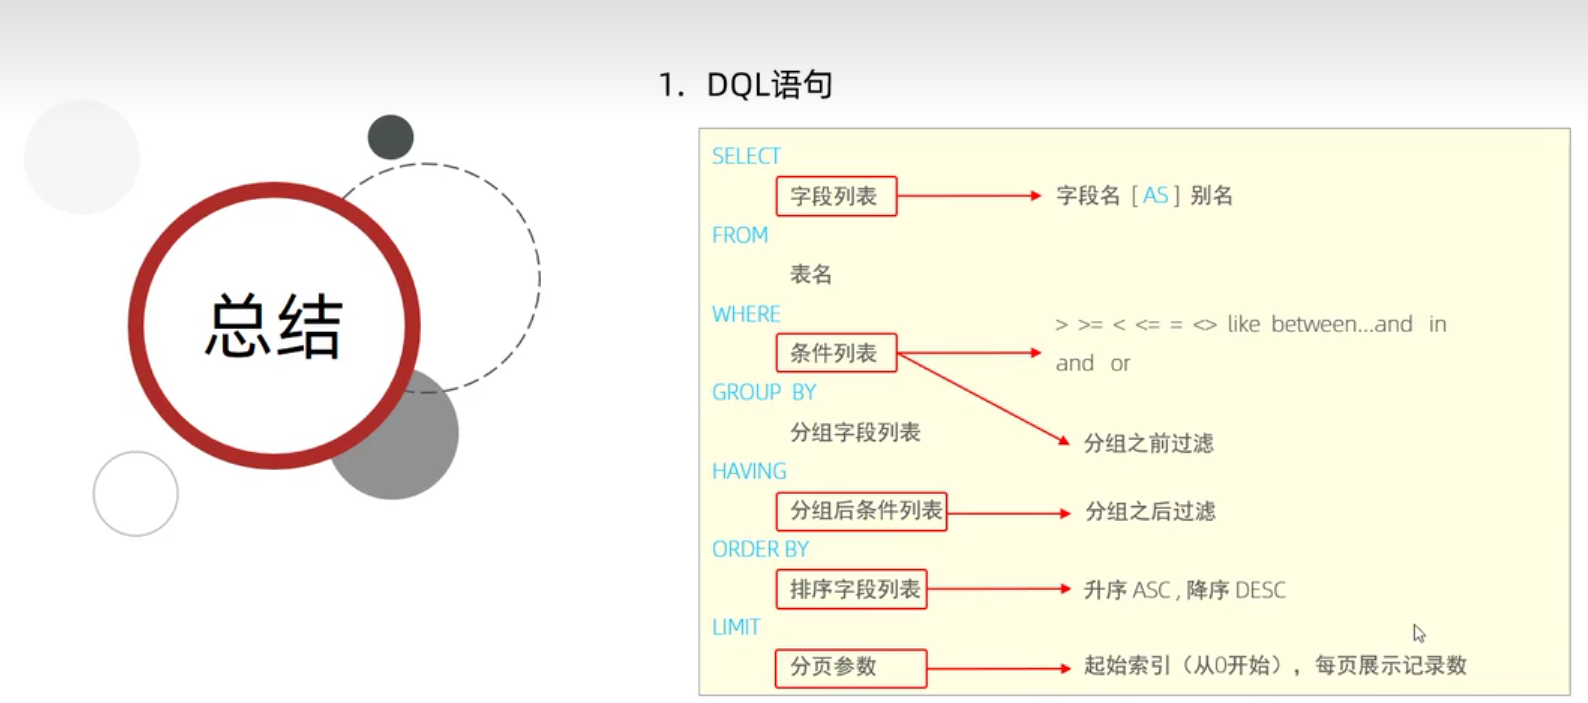 1. DQL语句
总结
SELECT
字段列表 字段名 [ AS ] 别名
FROM
表名
WHERE
> >= < <= = <> like between...and in
条件列表
and or
GROUP BY
分组字段列表
分组之前过滤
HAVING
分组后条件列表 分组之后过滤
ORDER BY
排序字段列表 升序 ASC , 降序 DESC
LIMIT
分页参数 起始索引（从0开始），每页展示记录数